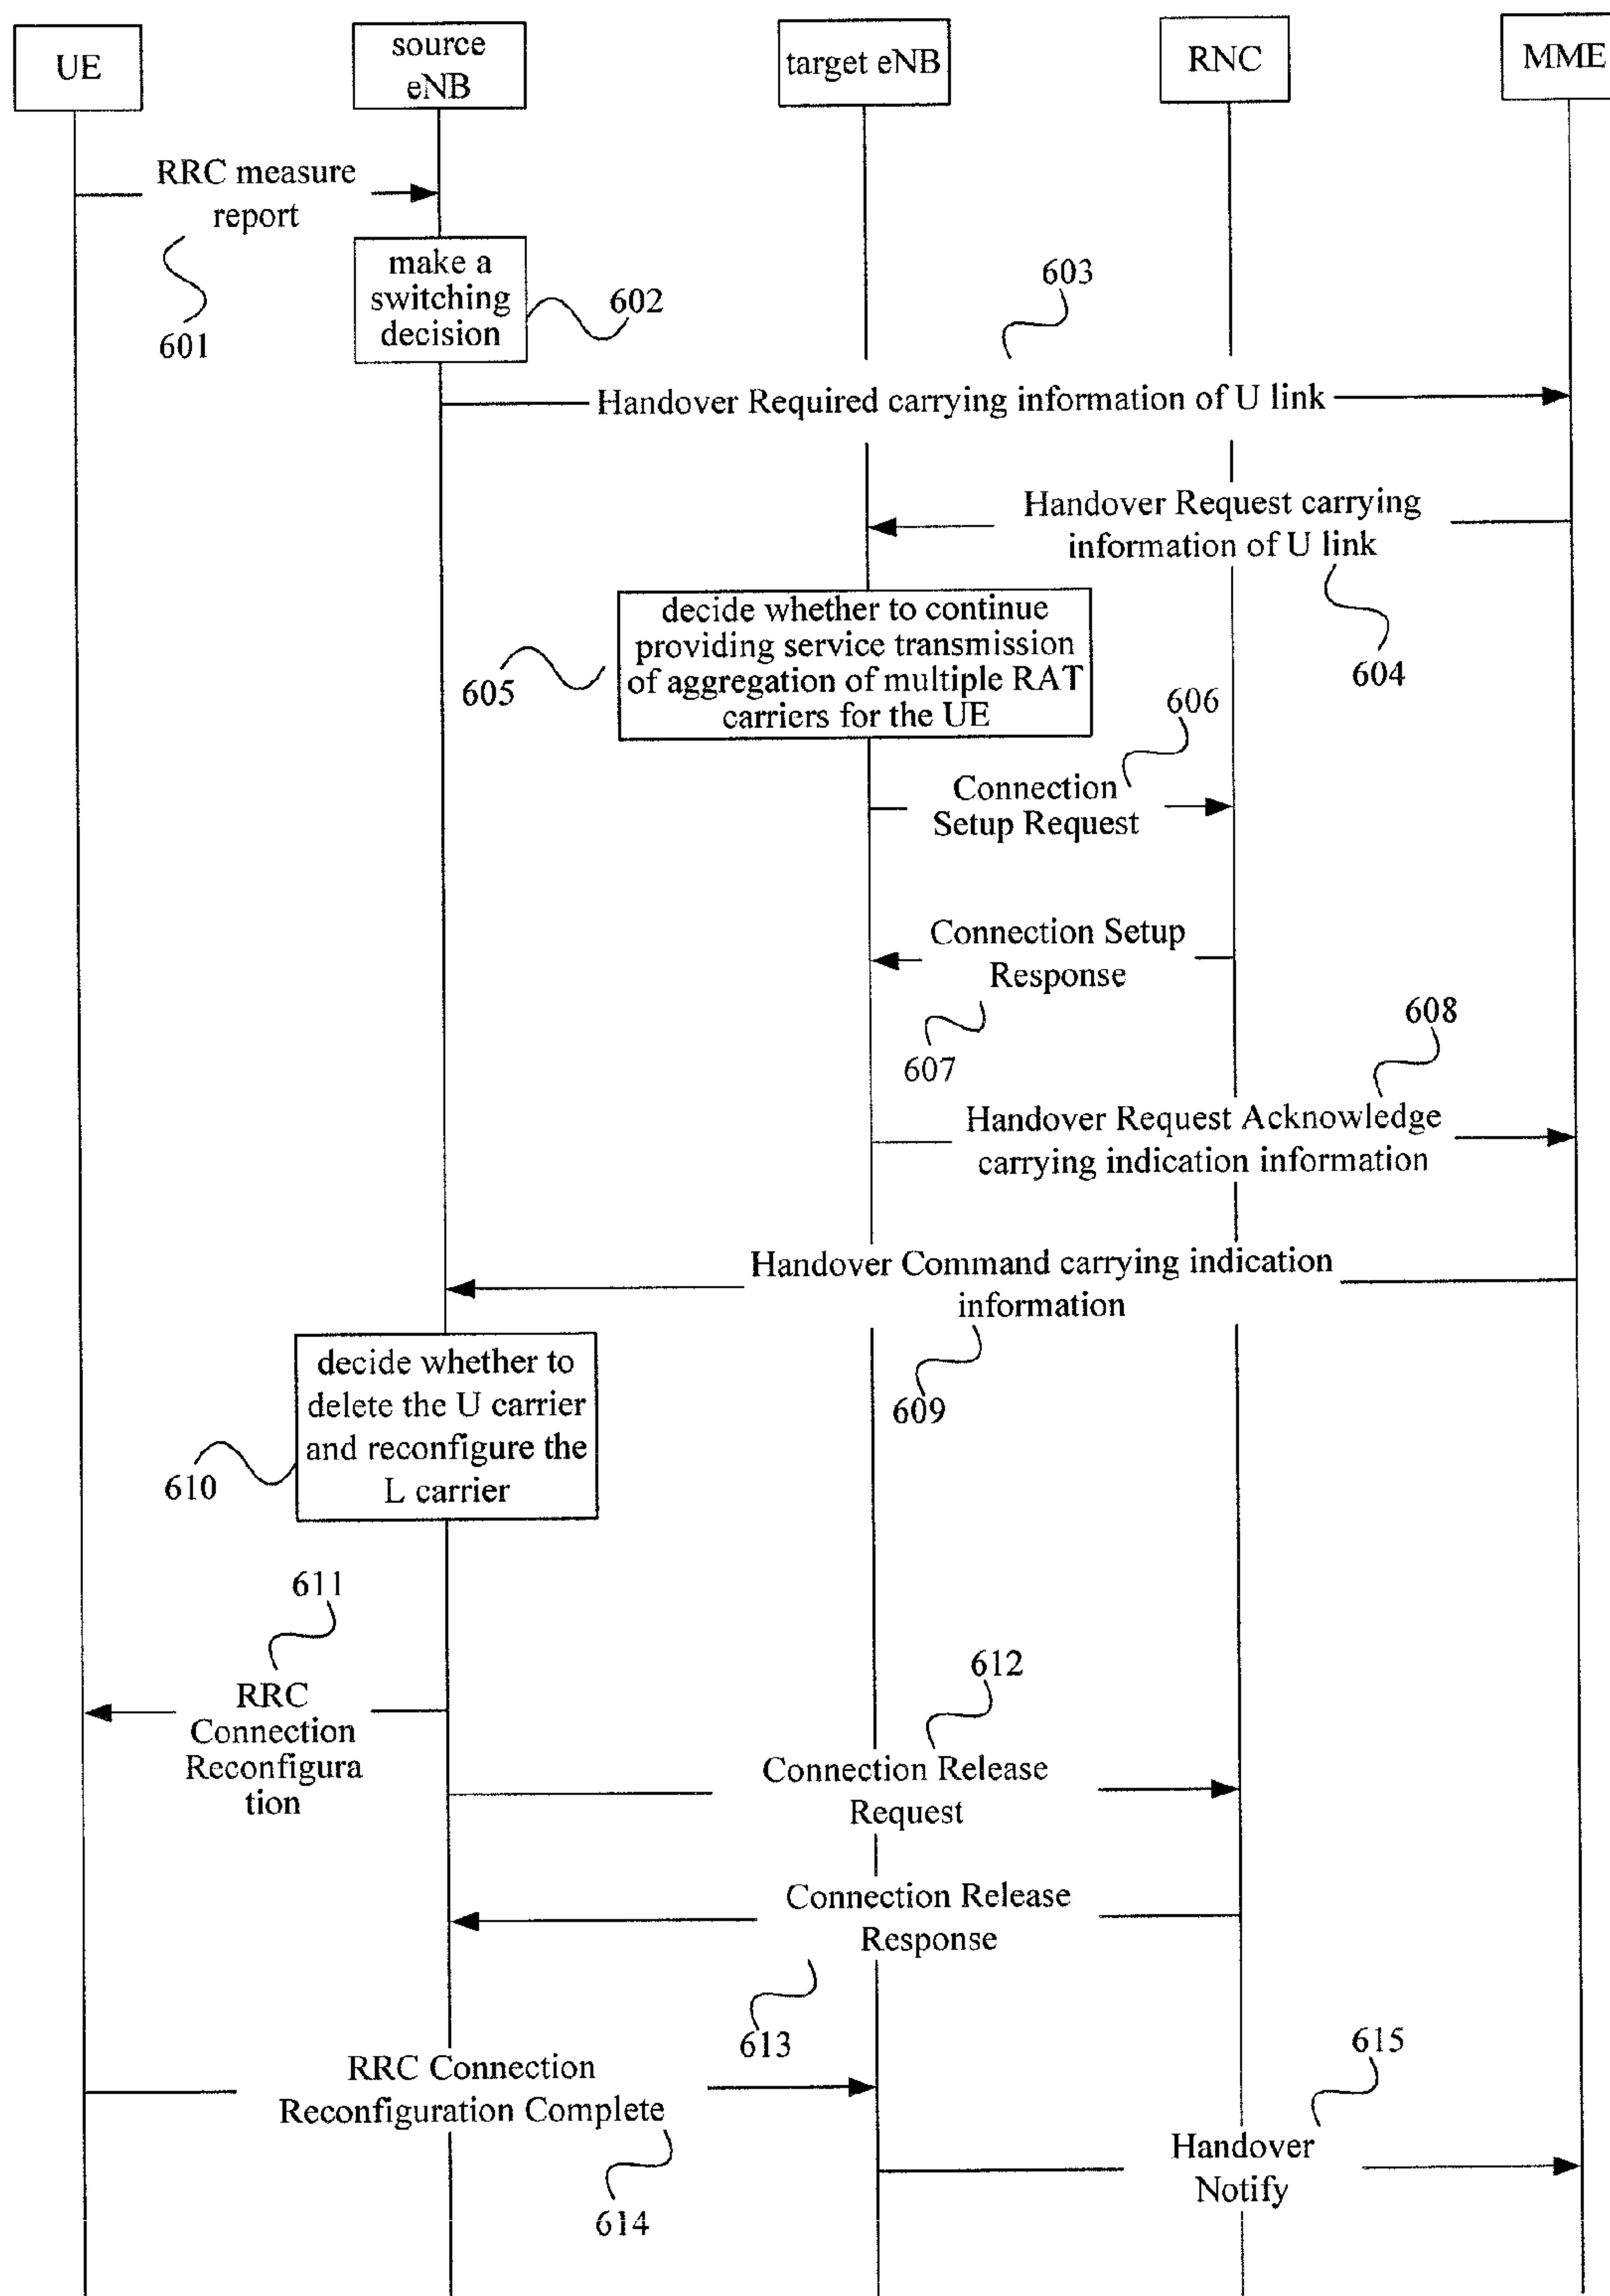 UE
source
eNB
target eNB
RNC
MME
RRC measure
report
601
make a
switching
decision
602
603
Handover Required carrying information of U link
Handover Request carrying
information of U link
604
decide whether to continue
providing service transmission
of aggregation of multiple RAT
carriers for the UE
605
606
Connection
Setup Request
Connection Setup
Response
607
608
Handover Request Acknowledge
carrying indication information
Handover Command carrying indication
information
609
decide whether to
delete the U carrier
and reconfigure the
L carrier
610
611
RRC
Connection
Reconfigura
tion
612
Connection Release
Request
Connection Release
Response
613
RRC Connection
Reconfiguration Complete
614
615
Handover
Notify